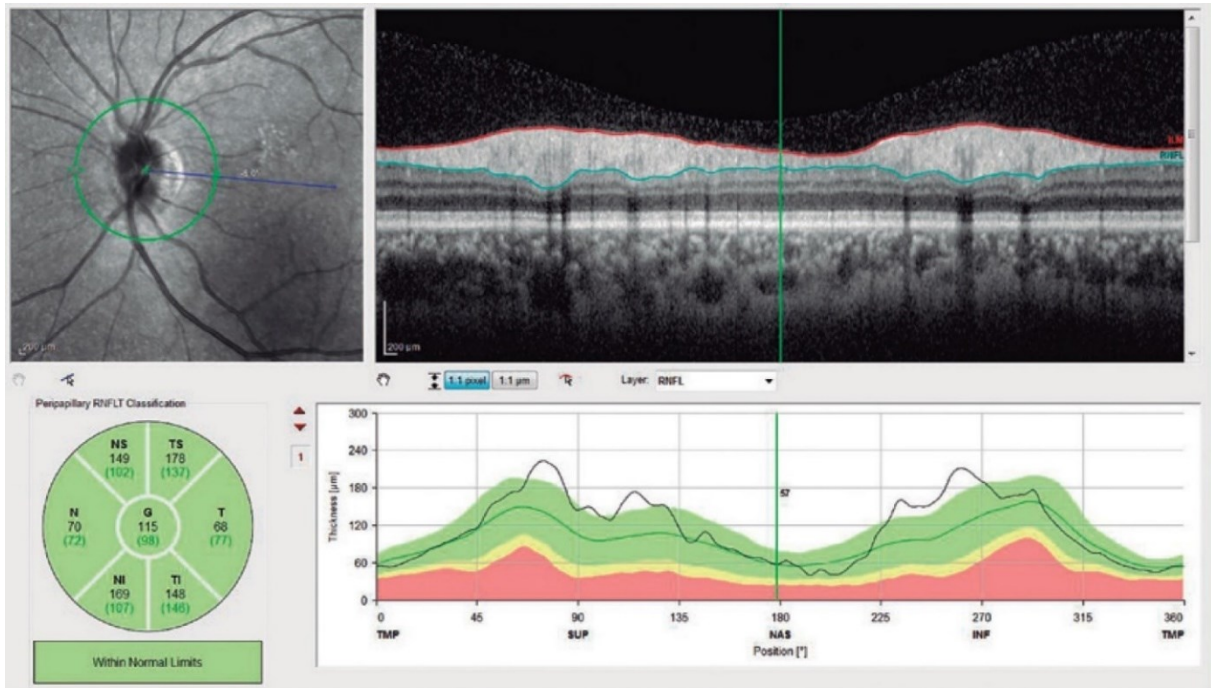 -4.0°
200 µm
200 µm
RNFL
1:1 pixel
1:1 µm
Layer:
RNFL
Peripapillary RNFLT Classification
NS
149
(102)
TS
178
(137)
N
70
(72)
G
115
(98)
T
68
(77)
NI
169
(107)
TI
148
(146)
Within Normal Limits
1
Thickness [µm]
300
240
180
120
60
0
57
0 45 90 135 180 225 270 315 360
TMP SUP NAS INF TMP
Position [°]